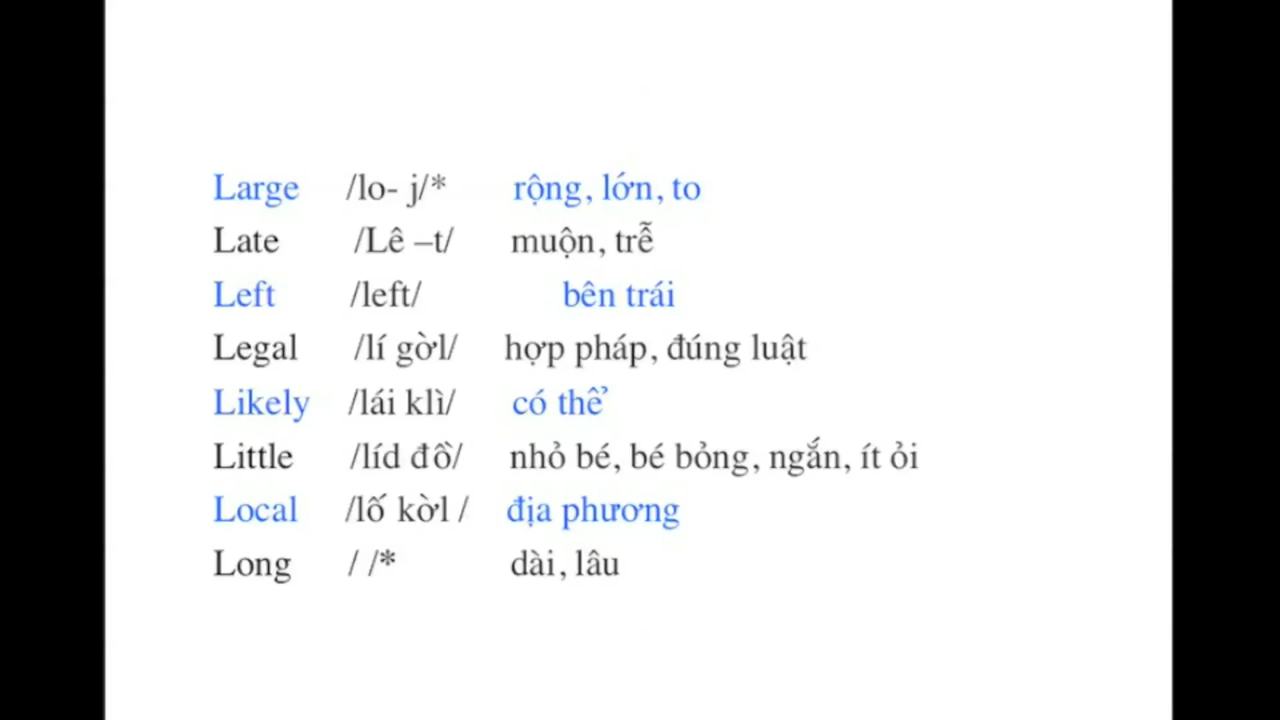 Large /lo- j/* rộng, lớn, to
Late /Lê –t/ muộn, trễ
Left /left/ bên trái
Legal /lí gờl/ hợp pháp, đúng luật
Likely /lái klì/ có thể
Little /líd đồ/ nhỏ bé, bé bỏng, ngắn, ít ỏi
Local /lố kờl / địa phương
Long / /* dài, lâu